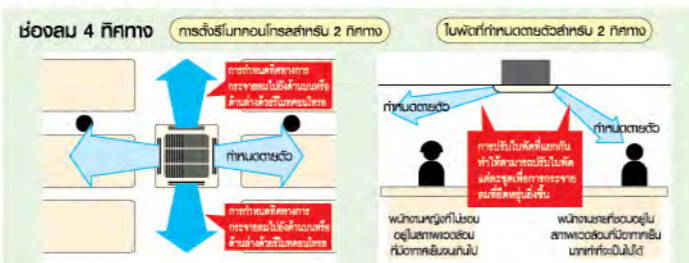 ช่องลม 4 ทิศทาง
การตั้งรีโมทคอนโทรลสำหรับ 2 ทิศทาง
ใบพัดที่กำหนดตายตัวสำหรับ 2 ทิศทาง
การกำหนดทิศทางการ
กระจายลมไปยังด้านบนหรือ
ด้านล่างด้วยรีโมทคอนโทรล
กำหนดตายตัว
การกำหนดทิศทางการ
กระจายลมไปยังด้านบนหรือ
ด้านล่างด้วยรีโมทคอนโทรล
กำหนดตายตัว
กำหนดตายตัว
การปรับใบพัดที่แยกกัน
ทำให้สามารถปรับใบพัด
แต่ละชุดเพื่อการกระจาย
ลมที่ยืดหยุ่นยิ่งขึ้น
พนักงานหญิงที่ไม่ชอบ
อยู่ในสภาพแวดล้อม
ที่มีอากาศเย็นจนเกินไป
พนักงานชายที่ชอบอยู่ใน
สภาพแวดล้อมที่มีอากาศเย็น
มากเท่าที่จะเป็นไปได้